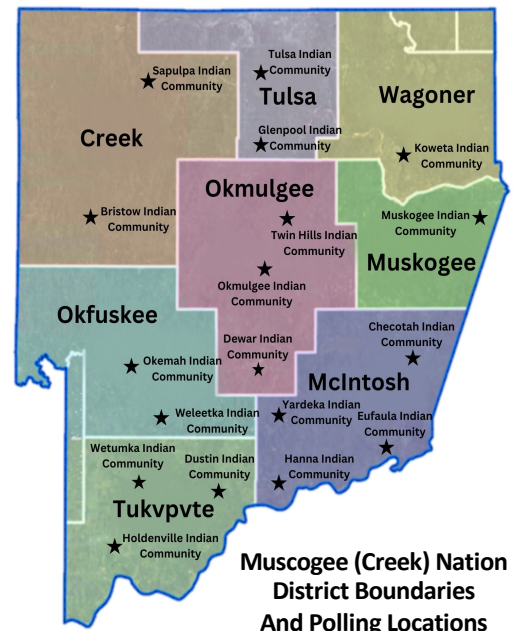 Tulsa Indian
Community
Sapulpa Indian
Community
Tulsa
Wagoner
Creek
Glenpool Indian
Community
Koweta Indian
Community
Okmulgee
Bristow Indian
Community
Twin Hills Indian
Community
Muskogee Indian
Community
Muskogee
Okmulgee Indian
Community
Okfuskee
Checotah Indian
Community
Dewar Indian
Community
Okemah Indian
Community
McIntosh
Yardeka Indian
Community
Weleetka Indian
Community
Eufaula Indian
Community
Wetumka Indian
Community
Dustin Indian
Community
Hanna Indian
Community
Tukvpvte
Holdenville Indian
Community
Muscogee (Creek) Nation
District Boundaries
And Polling Locations